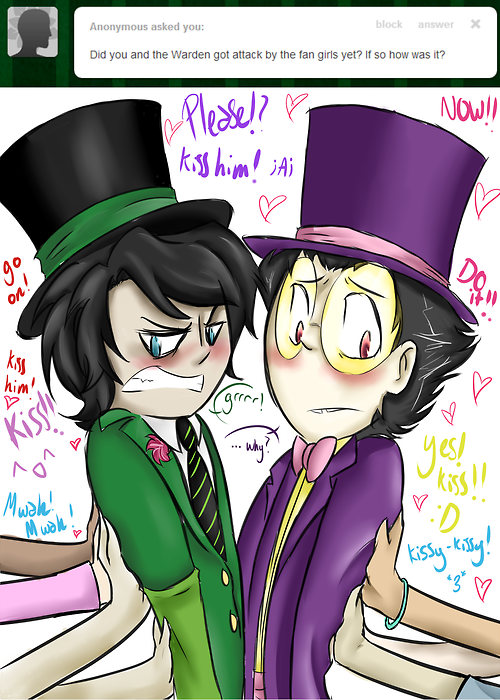 Anonymous asked you:
block answer ×
Did you and the Warden got attack by the fan girls yet? If so how was it?
Please!?
kiss him! ;A;
NOW!!
go
on!
Do
it!!
kiss
him!
Kiss!!
^o^
grrrr!
... why?
yes!
kiss!!
:D
Mwah!
Mwah!
kissy-kissy!
*3*